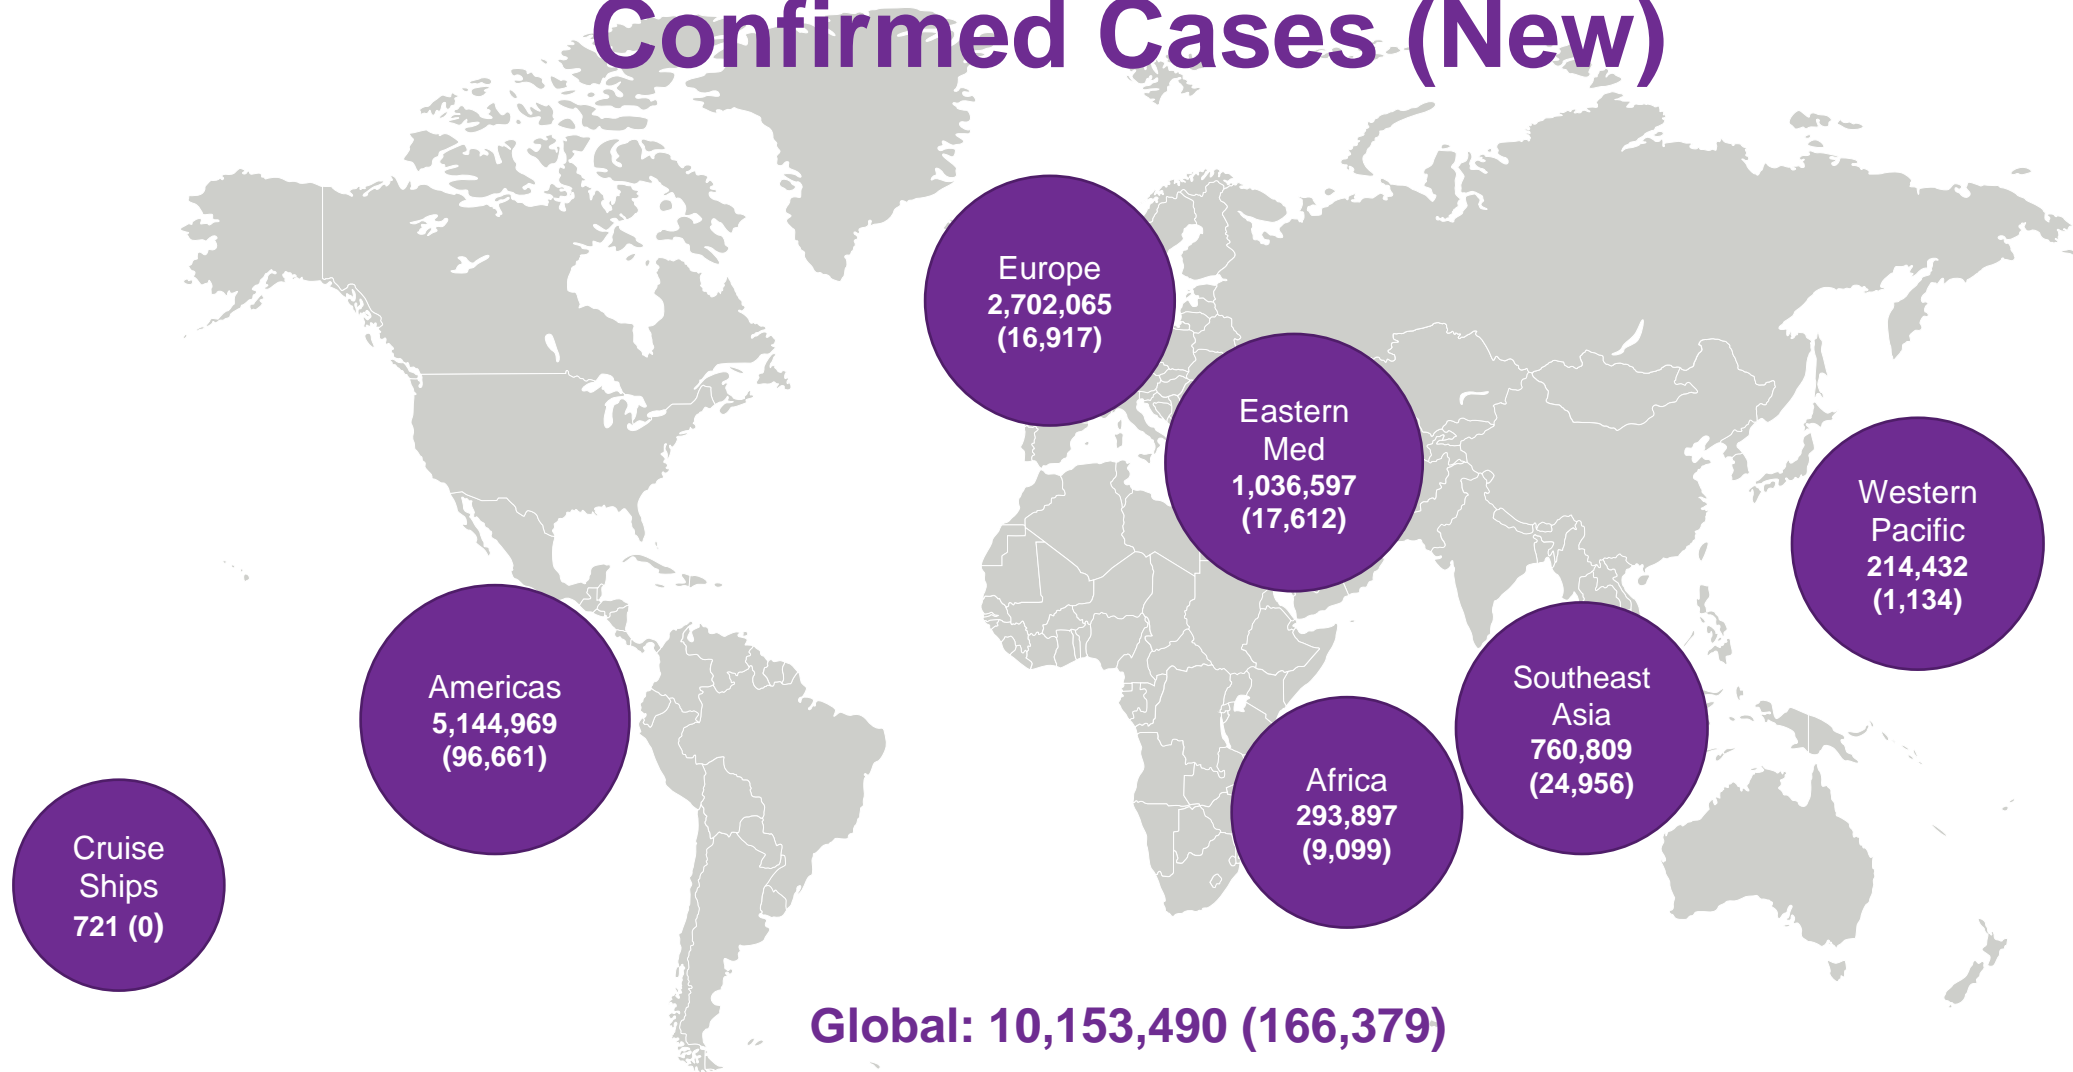 Confirmed Cases (New)
Europe
2,702,065
(16,917)
Eastern
Med
1,036,597
(17,612)
Western
Pacific
214,432
(1,134)
Americas
5,144,969
(96,661)
Southeast
Asia
760,809
(24,956)
Africa
293,897
(9,099)
Cruise
Ships
721 (0)
Global: 10,153,490 (166,379)